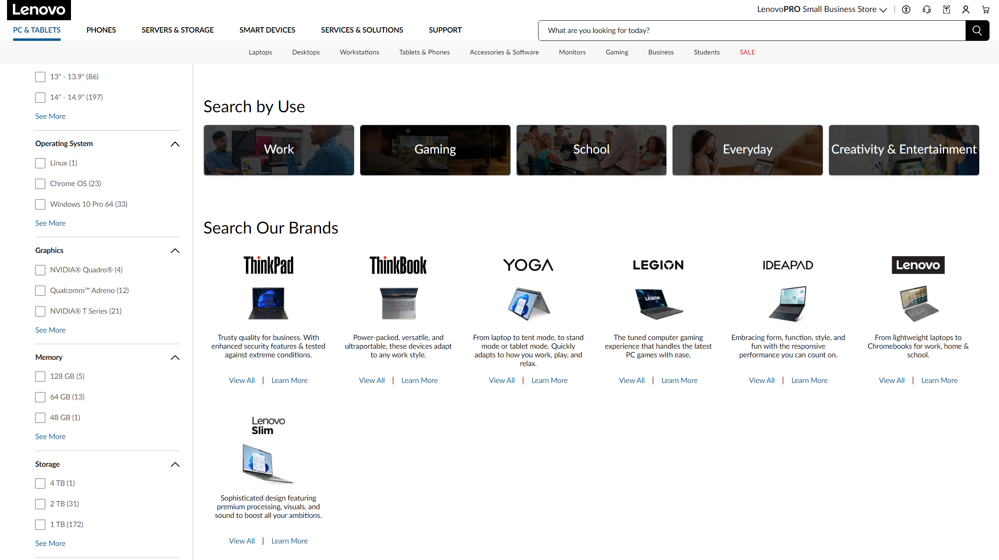 Lenovo
LenovoPRO Small Business Store
PC & TABLETS
PHONES
SERVERS & STORAGE
SMART DEVICES
SERVICES & SOLUTIONS
SUPPORT
What are you looking for today?
Laptops
Desktops
Workstations
Tablets & Phones
Accessories & Software
Monitors
Gaming
Business
Students
SALE
13" - 13.9" (86)
14" - 14.9" (197)
See More
Operating System
Linux (1)
Chrome OS (23)
Windows 10 Pro 64 (33)
See More
Graphics
NVIDIA® Quadro® (4)
Qualcomm™ Adreno (12)
NVIDIA® T Series (21)
See More
Memory
128 GB (5)
64 GB (13)
48 GB (1)
See More
Storage
4 TB (1)
2 TB (31)
1 TB (172)
See More
Search by Use
Work
Gaming
School
Everyday
Creativity & Entertainment
Search Our Brands
ThinkPad
Trusty quality for business. With
enhanced security features & tested
against extreme conditions.
View All | Learn More
ThinkBook
Power-packed, versatile, and
ultraportable, these devices adapt
to any work style.
View All | Learn More
YOGA
From laptop to tent mode, to stand
mode or tablet mode. Quickly
adapts to how you work, play, and
relax.
View All | Learn More
LEGION
LEGION
The tuned computer gaming
experience that handles the latest
PC games with ease.
View All | Learn More
IDEAPAD
Embracing form, function, style, and
fun with the responsive
performance you can count on.
View All | Learn More
Lenovo
From lightweight laptops to
Chromebooks for work, home &
school.
View All | Learn More
Lenovo
Slim
Sophisticated design featuring
premium processing, visuals, and
sound to boost all your ambitions.
View All | Learn More